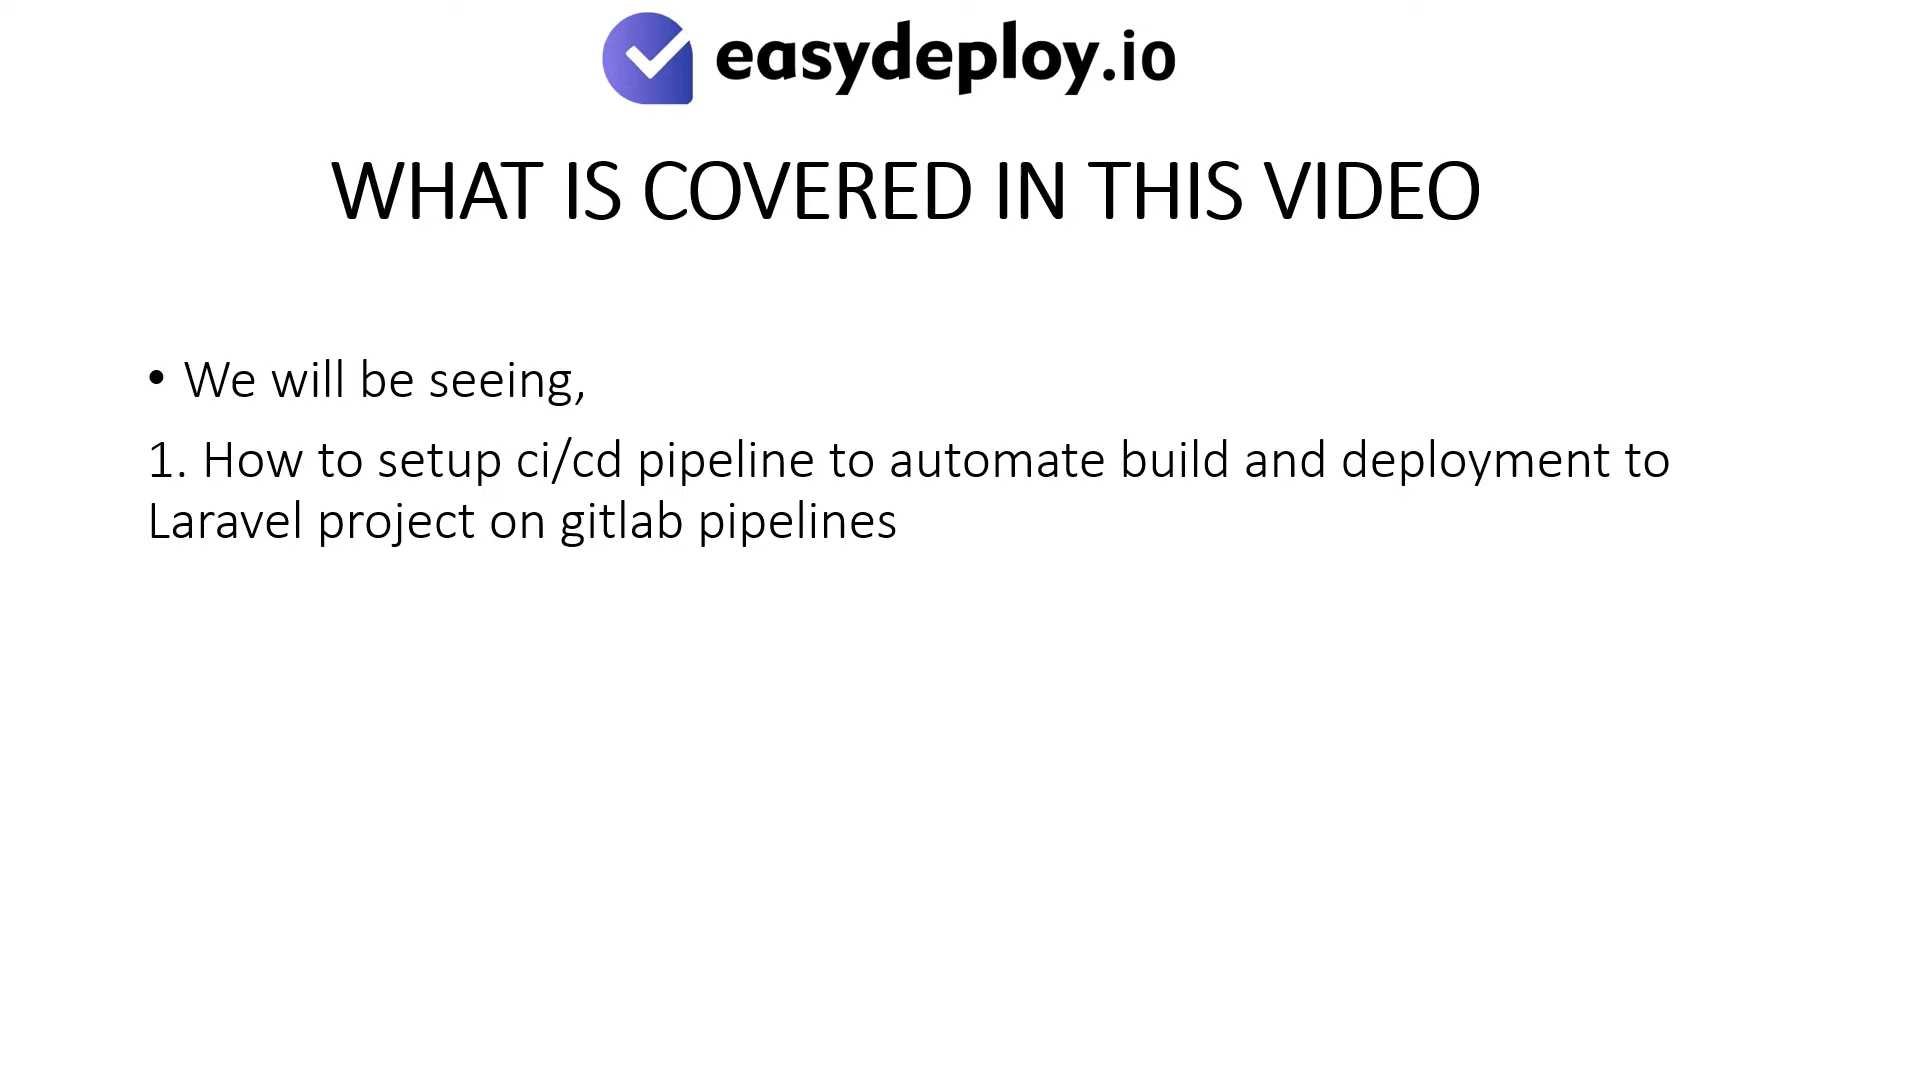 easydeploy.io
WHAT IS COVERED IN THIS VIDEO
• We will be seeing,
1. How to setup ci/cd pipeline to automate build and deployment to
Laravel project on gitlab pipelines